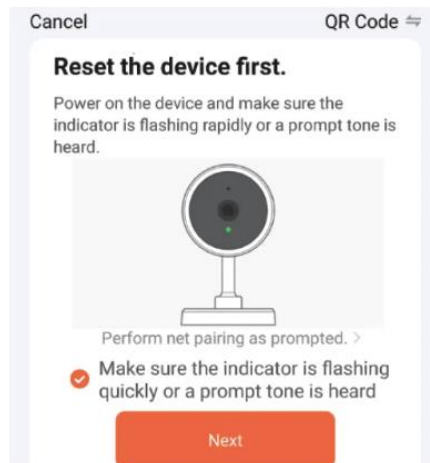 Cancel
QR Code
Reset the device first.
Power on the device and make sure the
indicator is flashing rapidly or a prompt tone is
heard.
Perform net pairing as prompted. >
Make sure the indicator is flashing
quickly or a prompt tone is heard
Next